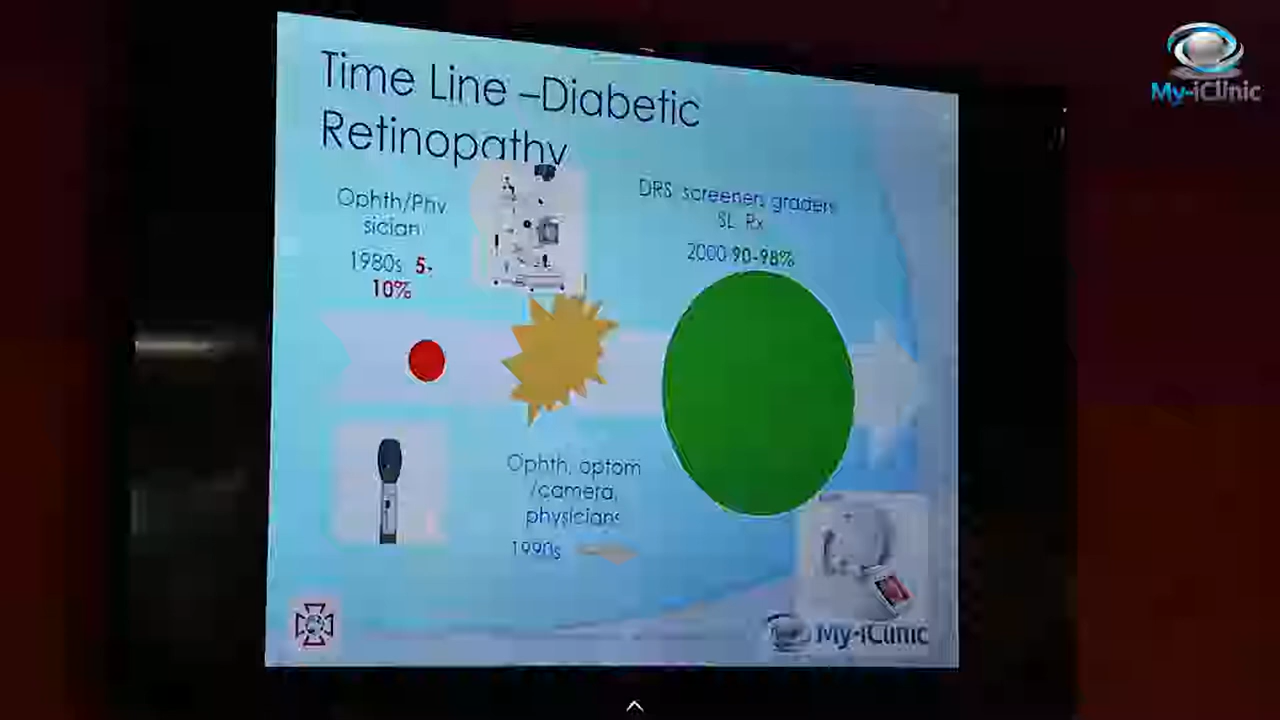 Time Line –Diabetic
Retinopathy
Ophth/Phy
sician
1980s 5-
10%
DRS screeners graders
SL Rx
2000 90-98%
Ophth, optom
/camera,
physicians
1990s
My-iClinic
My-iClinic